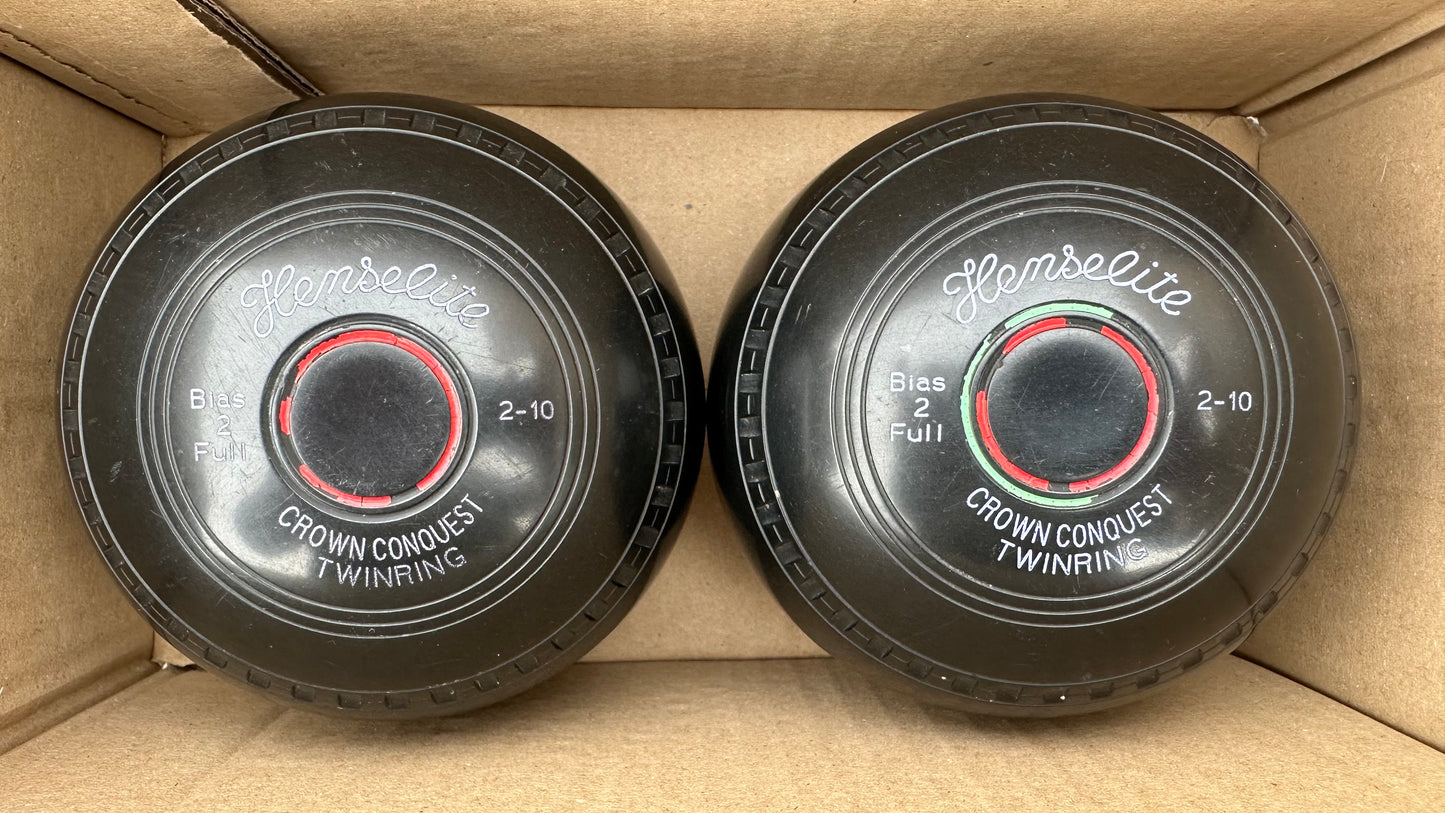 Henselite
Bias
2
Full
2-10
CROWN CONQUEST
TWINRING
Henselite
Bias
2
Full
2-10
CROWN CONQUEST
TWINRING